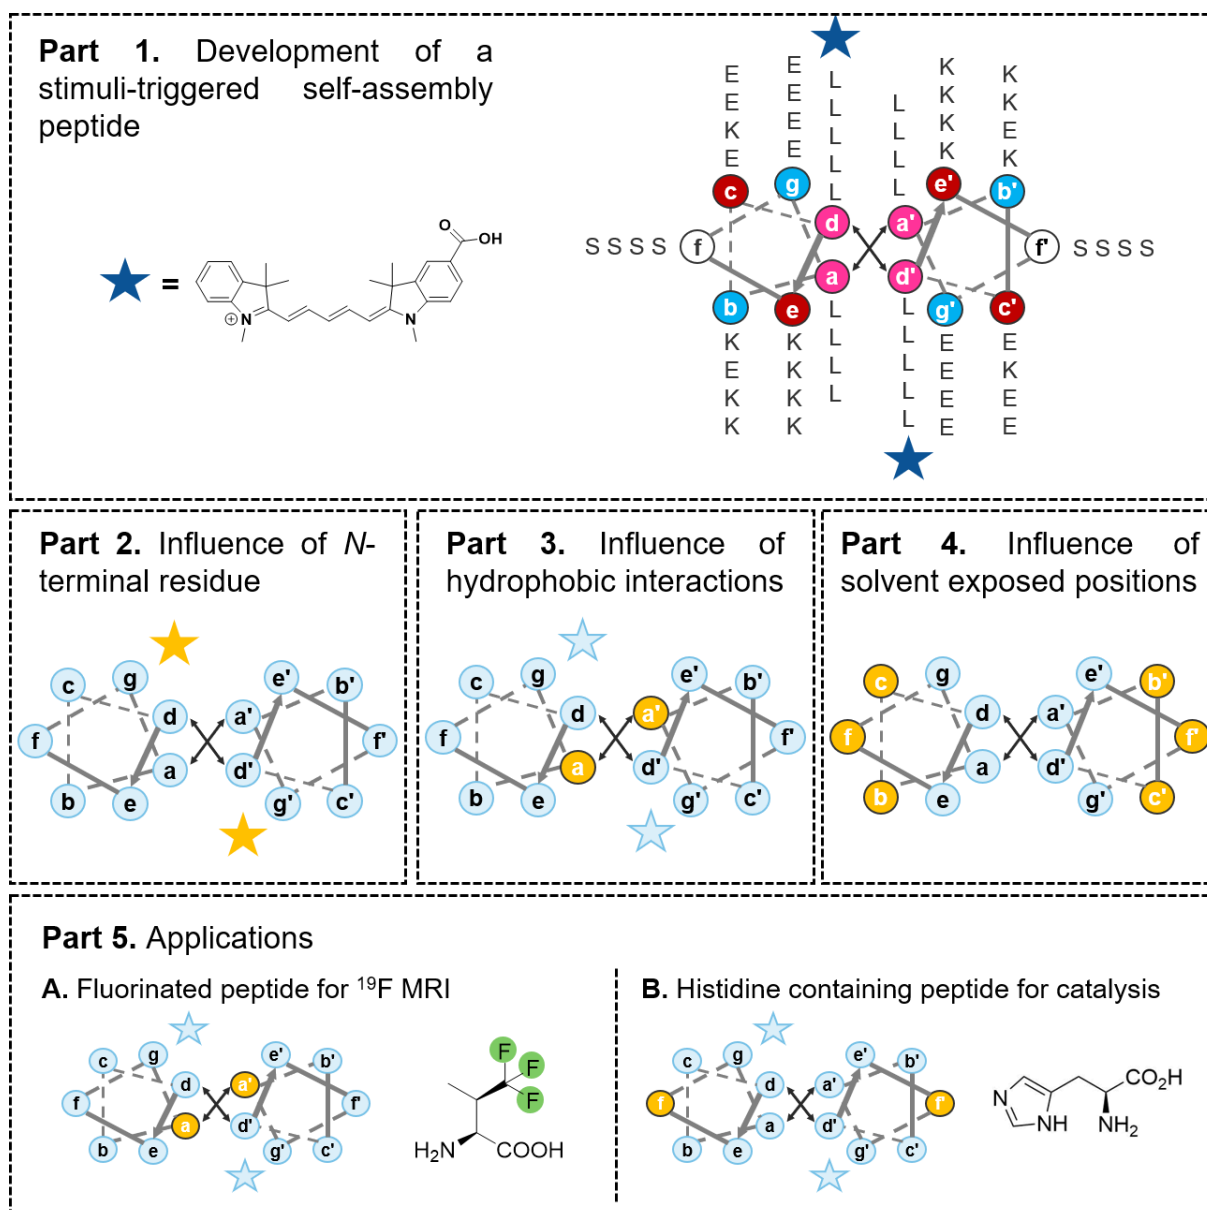 Part 1. Development of a
stimuli-triggered self-assembly
peptide
E
E
K
E
E
E
E
E
L
L
L
L
L
L
L
L
L
K
K
K
K
K
K
E
K
c
g
d
a'
e'
b'
S S S S
f
f'
S S S S
b
e
a
d'
g'
c'
K
E
K
K
K
K
K
K
L
L
L
L
L
L
L
L
L
E
E
E
E
E
K
E
E
=
O
OH
N
⊕
N
Part 2. Influence of N-
terminal residue
c
g
d
a'
e'
b'
f
f'
b
e
a
d'
g'
c'
Part 3. Influence of
hydrophobic interactions
c
g
d
a'
e'
b'
f
f'
b
e
a
d'
g'
c'
Part 4. Influence of
solvent exposed positions
c
g
d
a'
e'
b'
f
f'
b
e
a
d'
g'
c'
Part 5. Applications
A. Fluorinated peptide for ¹⁹F MRI
c
g
d
a'
e'
b'
f
f'
b
e
a
d'
g'
c'
F
F
F
H₂N
COOH
B. Histidine containing peptide for catalysis
c
g
d
a'
e'
b'
f
f'
b
e
a
d'
g'
c'
N
NH
CO₂H
NH₂